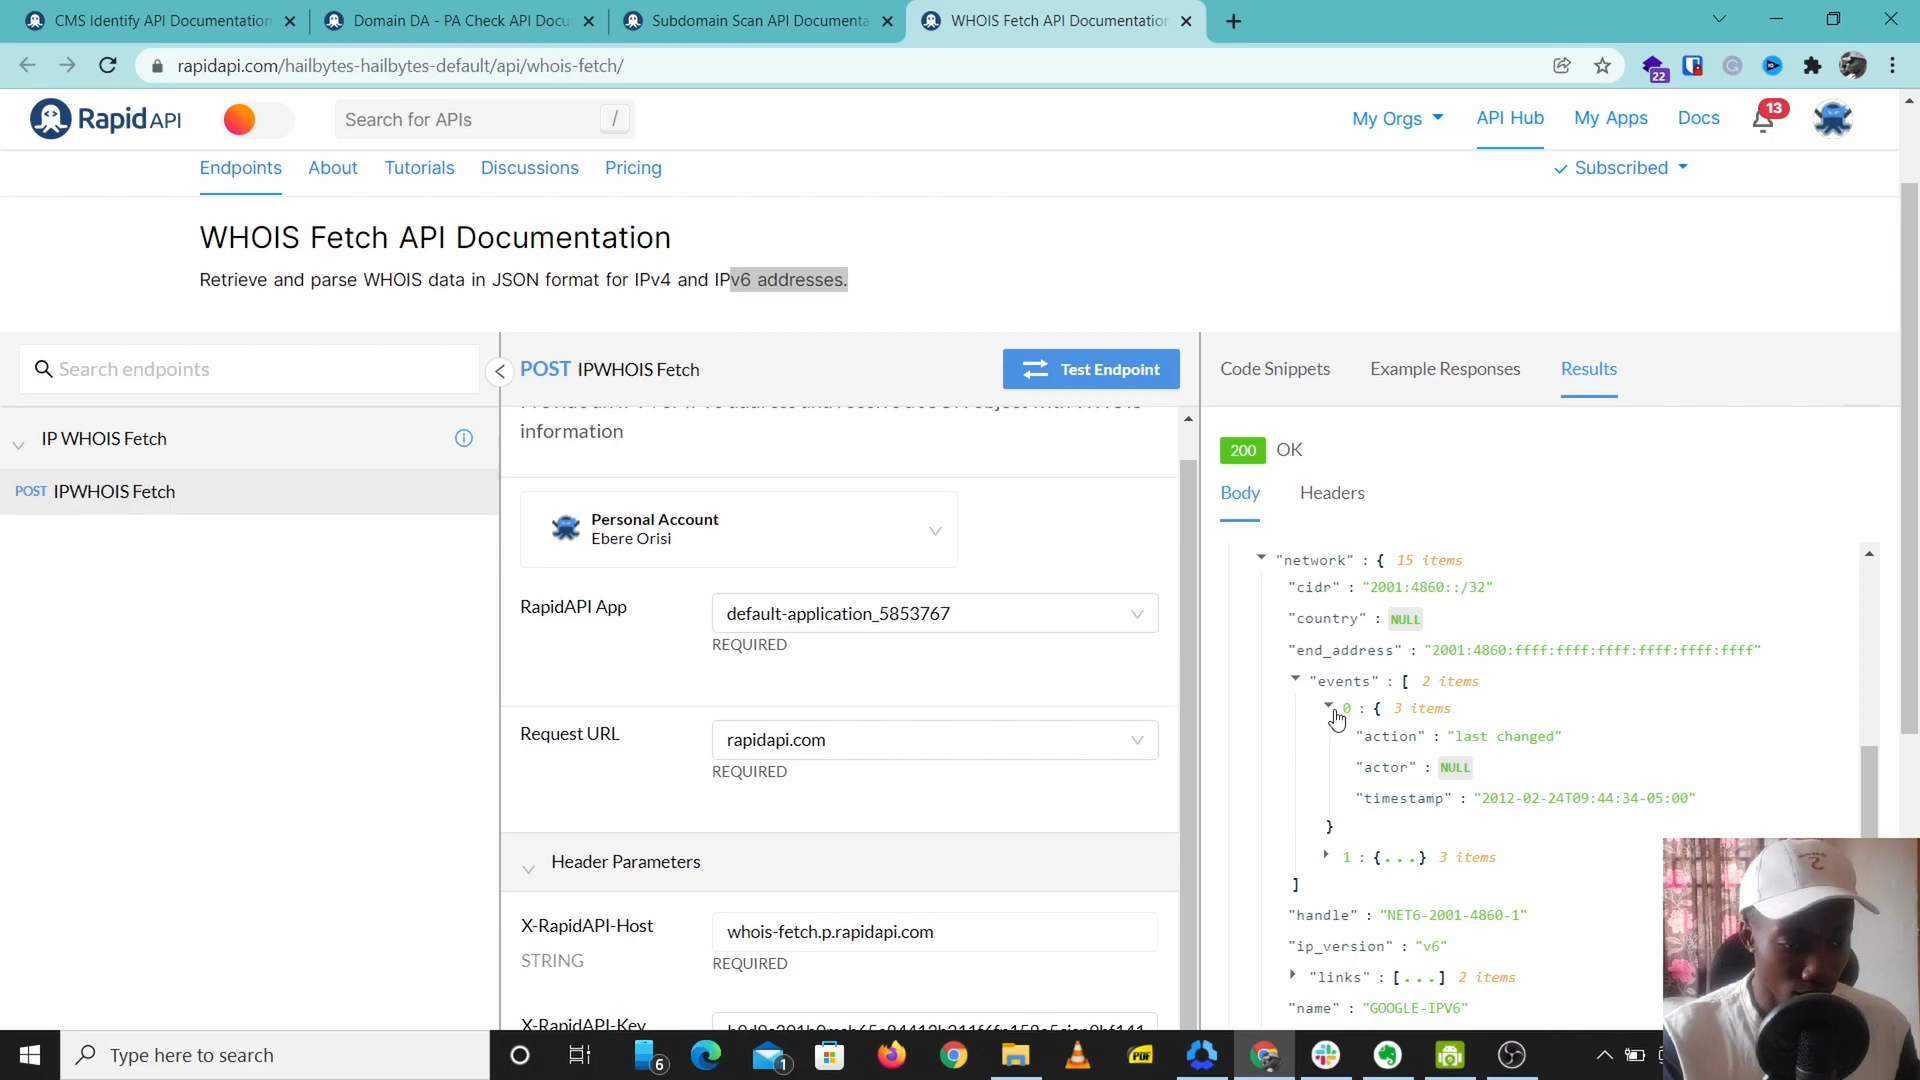 CMS Identify API Documentation
Domain DA - PA Check API Docu
Subdomain Scan API Documenta
WHOIS Fetch API Documentation
rapidapi.com/hailbytes-hailbytes-default/api/whois-fetch/
22
Rapid API
Search for APIs
/
My Orgs
API Hub
My Apps
Docs
13
Endpoints
About
Tutorials
Discussions
Pricing
Subscribed
WHOIS Fetch API Documentation
Retrieve and parse WHOIS data in JSON format for IPv4 and IPv6 addresses.
Search endpoints
IP WHOIS Fetch
POST IPWHOIS Fetch
POST IPWHOIS Fetch
Test Endpoint
information
Personal Account
Ebere Orisi
RapidAPI App
default-application_5853767
REQUIRED
Request URL
rapidapi.com
REQUIRED
Header Parameters
X-RapidAPI-Host
whois-fetch.p.rapidapi.com
STRING
REQUIRED
X-RapidAPI-Key
Code Snippets
Example Responses
Results
200 OK
Body
Headers
"network" : { 15 items
"cidr" : "2001:4860::/32"
"country" : NULL
"end_address" : "2001:4860:ffff:ffff:ffff:ffff:ffff:ffff"
"events" : [ 2 items
0 : { 3 items
"action" : "last changed"
"actor" : NULL
"timestamp" : "2012-02-24T09:44:34-05:00"
}
1 : {...} 3 items
]
"handle" : "NET6-2001-4860-1"
"ip_version" : "v6"
"links" : [...] 2 items
"name" : "GOOGLE-IPV6"
Type here to search
6
1
PDF